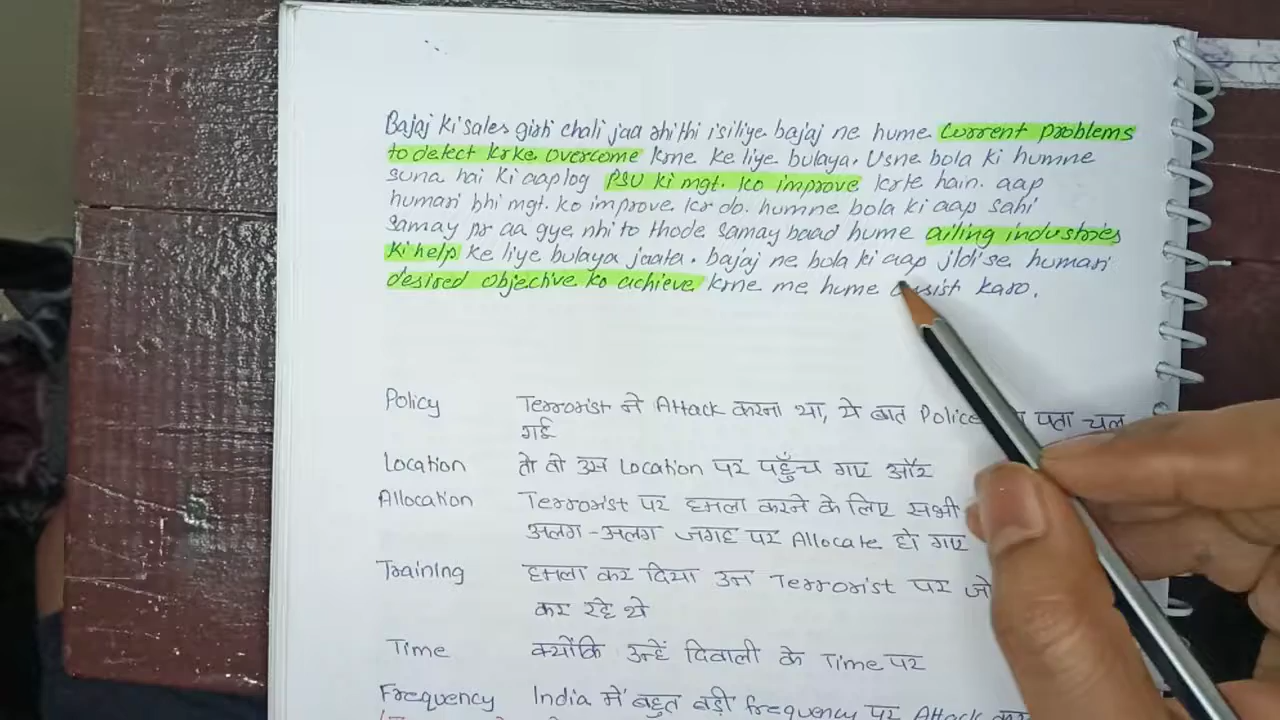 Bajaj ki sales girti chali jaa rhi thi isiliye bajaj ne hume current problems
to detect krke overcome krne ke liye bulaya. Usne bola ki humne
suna hai ki aaplog PSU ki mgt. ko improve krte hain. aap
humari bhi mgt. ko improve kr do. humne bola ki aap sahi
samay pr aa gye nhi to thode samay baad hume ailing industries
ki help ke liye bulaya jaata. bajaj ne bola ki aap jldi se humari
desired objective ko achieve krne me hume assist karo.
Policy Terrorist ने Attack करना था, ये बात Police पता चल
गई
Location तो वो उस Location पर पहुँच गए और
Allocation Terrorist पर हमला करने के लिए सभी
अलग-अलग जगह पर Allocate हो गए
Training हमला कर दिया उन Terrorist पर जो
कर रहे थे
Time क्योंकि उन्हें दिवाली के Time पर
Frequency India में बहुत बड़ी frequency पर Attack